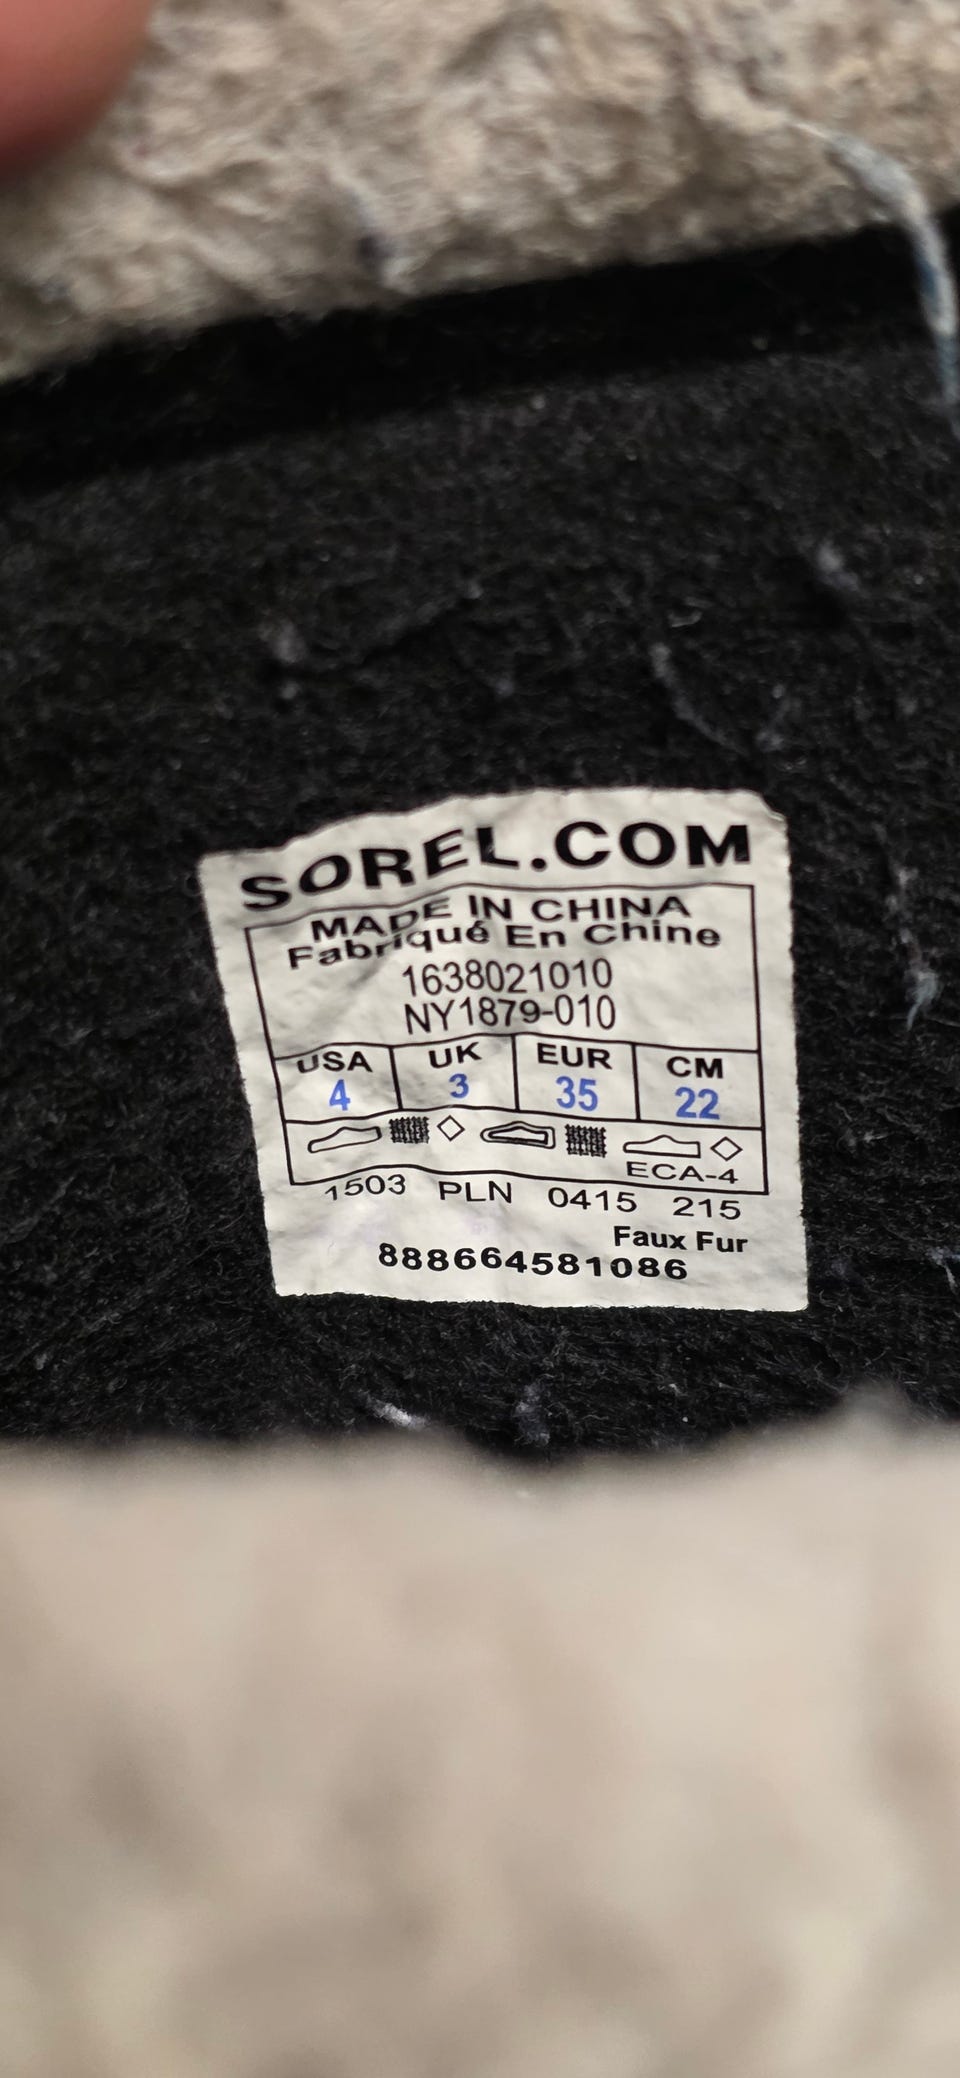 SOREL.COM
MADE IN CHINA
Fabriqué En Chine
1638021010
NY1879-010
USA UK EUR CM
4 3 35 22
ECA-4
1503 PLN 0415 215
Faux Fur
888664581086